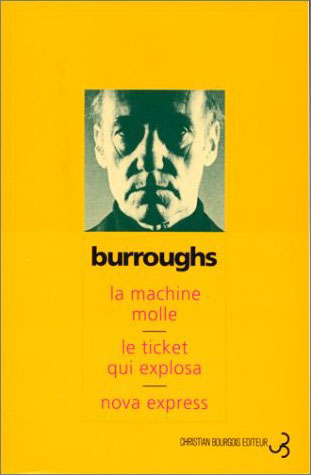 burroughs
la machine
molle
le ticket
qui explosa
nova express
CHRISTIAN BOURGOIS EDITEUR